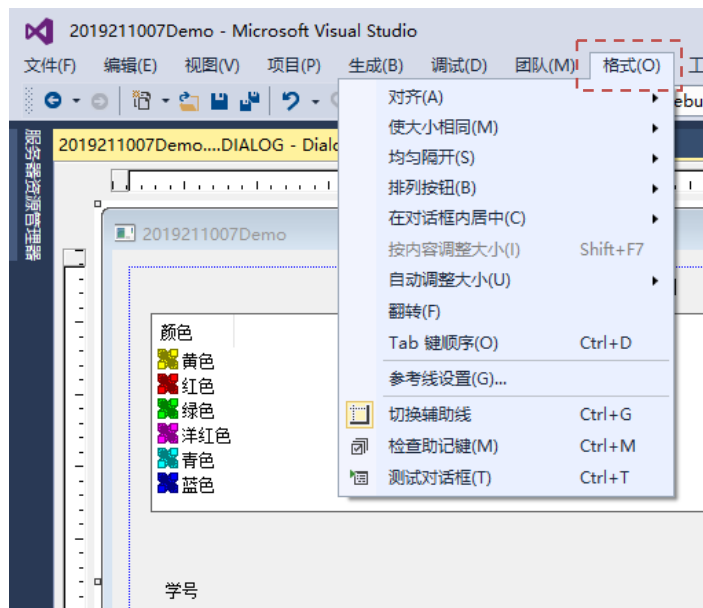 2019211007Demo - Microsoft Visual Studio
文件(F) 编辑(E) 视图(V) 项目(P) 生成(B) 调试(D) 团队(M) 格式(O) 工
ebu
服务器资源管理器
2019211007Demo....DIALOG - Dialo
2019211007Demo
颜色
黄色
红色
绿色
洋红色
青色
蓝色
学号
对齐(A)
使大小相同(M)
均匀隔开(S)
排列按钮(B)
在对话框内居中(C)
按内容调整大小(I) Shift+F7
自动调整大小(U)
翻转(F)
Tab 键顺序(O) Ctrl+D
参考线设置(G)...
切换辅助线 Ctrl+G
检查助记键(M) Ctrl+M
测试对话框(T) Ctrl+T